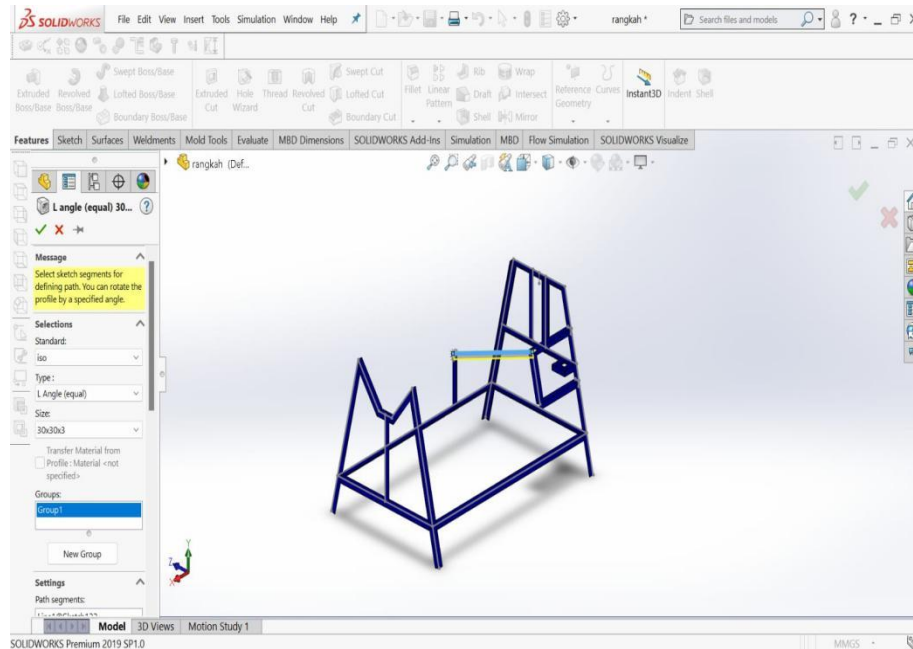 SOLIDWORKS File Edit View Insert Tools Simulation Window Help rangkah * Search files and models ?
Extruded Boss/Base Revolved Boss/Base Swept Boss/Base Lofted Boss/Base Boundary Boss/Base Extruded Cut Hole Wizard Thread Revolved Cut Swept Cut Lofted Cut Boundary Cut Fillet Linear Pattern Rib Draft Shell Wrap Intersect Mirror Reference Geometry Curves Instant3D Indent Shell
Features Sketch Surfaces Weldments Mold Tools Evaluate MBD Dimensions SOLIDWORKS Add-Ins Simulation MBD Flow Simulation SOLIDWORKS Visualize
rangkah (Def...
L angle (equal) 30...
Message
Select sketch segments for
defining path. You can rotate the
profile by a specified angle.
Selections
Standard:
iso
Type :
L Angle (equal)
Size:
30x30x3
Transfer Material from
Profile : Material <not
specified>
Groups:
Group1
New Group
Settings
Path segments:
Y
Z
X
Model 3D Views Motion Study 1
SOLIDWORKS Premium 2019 SP1.0 MMGS